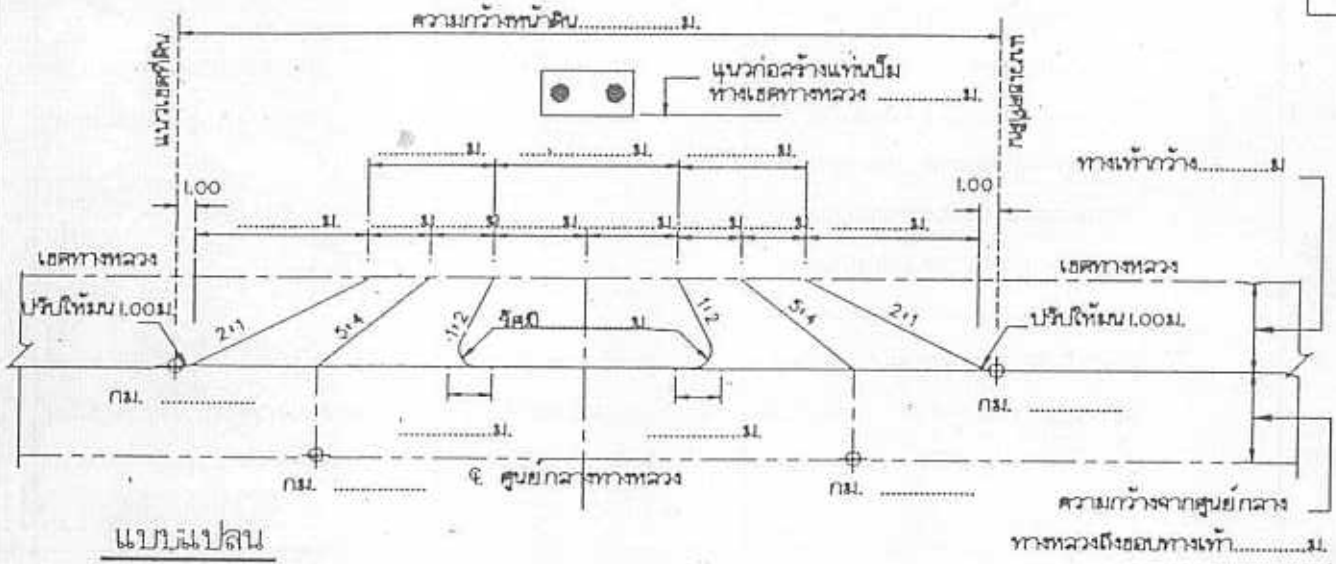 ความกว้างหน้าดิน..............ม.
แนวเขตที่ดิน
แนวเขตที่ดิน
แนวก่อสร้างแท่นปั๊ม
ห่างเขตทางหลวง ..............ม.
ทางเท้ากว้าง..............ม
..............ม. ..............ม. ..............ม.
1.00
1.00
..............ม. ......ม. ......ม. ......ม. ......ม. ......ม. ......ม. ..............ม.
เขตทางหลวง
เขตทางหลวง
ปรับให้มน 1.00ม.
ปรับให้มน 1.00ม.
2:1
5:4
1:2
รัศมี ..............ม.
1:2
5:4
2:1
กม. ..............
กม. ..............
..............ม.
..............ม.
กม. ..............
℄ ศูนย์กลางทางหลวง
กม. ..............
ความกว้างจากศูนย์กลาง
ทางหลวงถึงขอบทางเท้า..............ม.
แบบแปลน